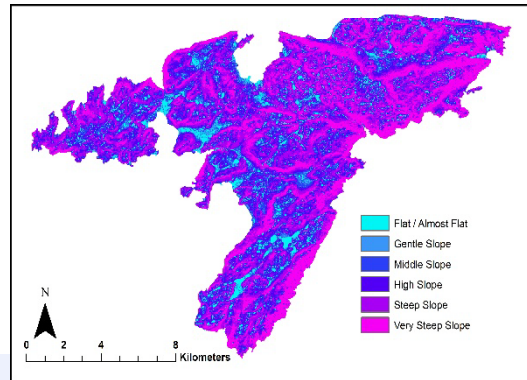 Flat / Almost Flat
Gentle Slope
Middle Slope
High Slope
Steep Slope
Very Steep Slope
N
0 2 4 8
Kilometers